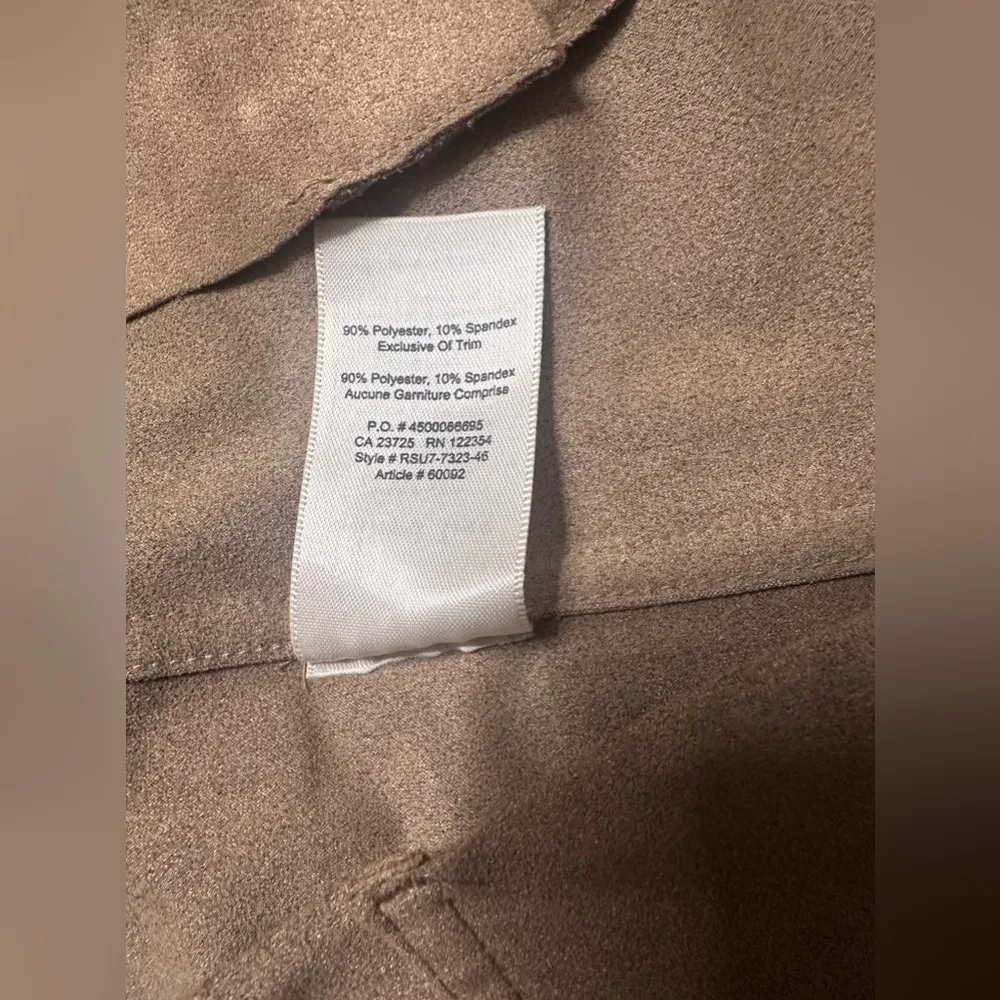 90% Polyester, 10% Spandex
Exclusive Of Trim
90% Polyester, 10% Spandex
Aucune Garniture Comprise
P.O. # 4500086695
CA 23725 RN 122354
Style # RSU7-7323-46
Article # 60092